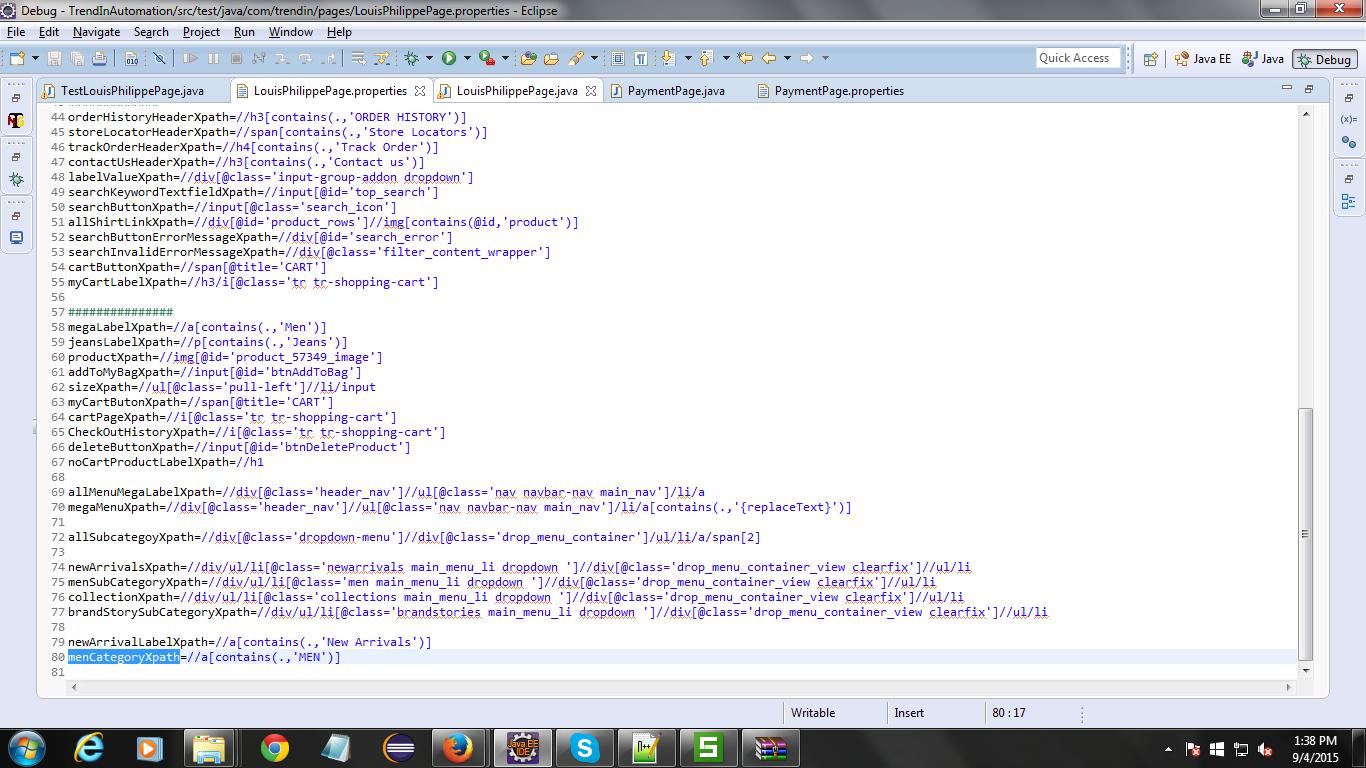 Debug - TrendInAutomation/src/test/java/com/trendin/pages/LouisPhilippePage.properties - Eclipse
File Edit Navigate Search Project Run Window Help
Quick Access Java EE Java Debug
TestLouisPhilippePage.java LouisPhilippePage.properties LouisPhilippePage.java PaymentPage.java PaymentPage.properties
44 orderHistoryHeaderXpath=//h3[contains(.,'ORDER HISTORY')]
45 storeLocatorHeaderXpath=//span[contains(.,'Store Locators')]
46 trackOrderHeaderXpath=//h4[contains(.,'Track Order')]
47 contactUsHeaderXpath=//h3[contains(.,'Contact us')]
48 labelValueXpath=//div[@class='input-group-addon dropdown']
49 searchKeywordTextfieldXpath=//input[@id='top_search']
50 searchButtonXpath=//input[@class='search_icon']
51 allShirtLinkXpath=//div[@id='product_rows']//img[contains(@id,'product')]
52 searchButtonErrorMessageXpath=//div[@id='search_error']
53 searchInvalidErrorMessageXpath=//div[@class='filter_content_wrapper']
54 cartButtonXpath=//span[@title='CART']
55 myCartLabelXpath=//h3/i[@class='tr tr-shopping-cart']
56
57 ###############
58 megaLabelXpath=//a[contains(.,'Men')]
59 jeansLabelXpath=//p[contains(.,'Jeans')]
60 productXpath=//img[@id='product_57349_image']
61 addToMyBagXpath=//input[@id='btnAddToBag']
62 sizeXpath=//ul[@class='pull-left']//li/input
63 myCartButonXpath=//span[@title='CART']
64 cartPageXpath=//i[@class='tr tr-shopping-cart']
65 CheckOutHistoryXpath=//i[@class='tr tr-shopping-cart']
66 deleteButtonXpath=//input[@id='btnDeleteProduct']
67 noCartProductLabelXpath=//h1
68
69 allMenuMegaLabelXpath=//div[@class='header_nav']//ul[@class='nav navbar-nav main_nav']/li/a
70 megaMenuXpath=//div[@class='header_nav']//ul[@class='nav navbar-nav main_nav']/li/a[contains(.,'{replaceText}')]
71
72 allSubcategoyXpath=//div[@class='dropdown-menu']//div[@class='drop_menu_container']/ul/li/a/span[2]
73
74 newArrivalsXpath=//div/ul/li[@class='newarrivals main_menu_li dropdown ']//div[@class='drop_menu_container_view clearfix']//ul/li
75 menSubCategoryXpath=//div/ul/li[@class='men main_menu_li dropdown ']//div[@class='drop_menu_container_view clearfix']//ul/li
76 collectionXpath=//div/ul/li[@class='collections main_menu_li dropdown ']//div[@class='drop_menu_container_view clearfix']//ul/li
77 brandStorySubCategoryXpath=//div/ul/li[@class='brandstories main_menu_li dropdown ']//div[@class='drop_menu_container_view clearfix']//ul/li
78
79 newArrivalLabelXpath=//a[contains(.,'New Arrivals')]
80 menCategoryXpath=//a[contains(.,'MEN')]
81
Writable Insert 80 : 17
1:38 PM
9/4/2015